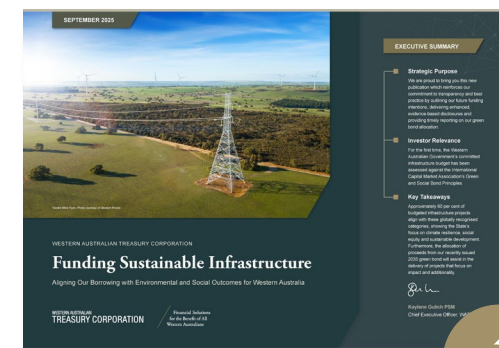 SEPTEMBER 2025
WESTERN AUSTRALIAN TREASURY CORPORATION
Funding Sustainable Infrastructure
Aligning Our Borrowing with Environmental and Social Outcomes for Western Australia
WESTERN AUSTRALIAN
TREASURY CORPORATION
Financial Solutions
for the Benefit of All
Western Australians
EXECUTIVE SUMMARY
Strategic Purpose
We are proud to bring you this new
publication which reinforces our
commitment to transparency and best
practice by outlining our future funding
intentions, delivering enhanced,
evidence-based disclosures and
providing timely reporting on our green
bond allocation.
Investor Relevance
For the first time, the Western
Australian Government's committed
infrastructure budget has been
assessed against the International
Capital Market Association's Green
and Social Bond Principles.
Key Takeaways
Approximately 60 per cent of
budgeted infrastructure projects
align with these globally recognised
categories, showing the State's
focus on climate resilience, social
equity and sustainable development.
Furthermore, the allocation of
proceeds from our recently issued
2035 green bond will assist in the
delivery of projects that focus on
impact and additionality.
Kaylene Gulich PSM
Chief Executive Officer,